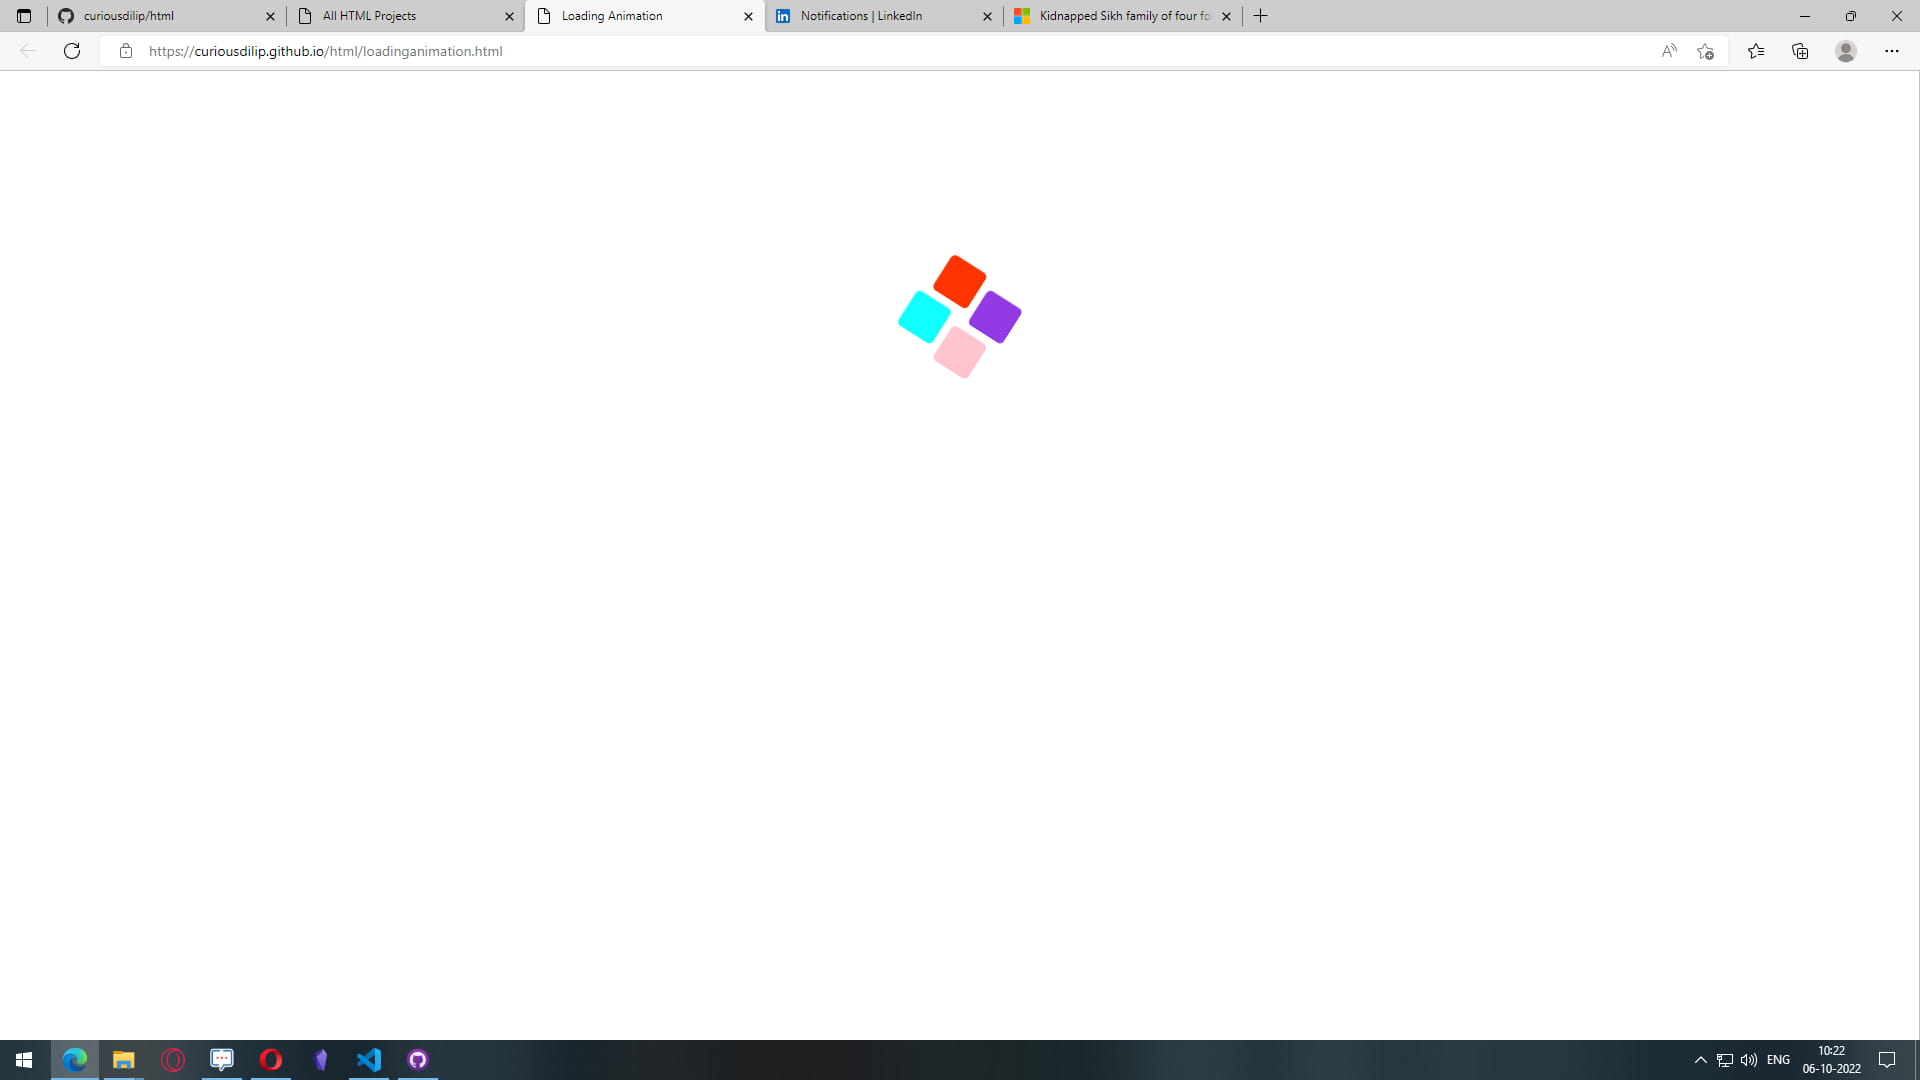 curiousdilip/html
All HTML Projects
Loading Animation
Notifications | LinkedIn
Kidnapped Sikh family of four fo
https://curiousdilip.github.io/html/loadinganimation.html
ENG
10:22
06-10-2022